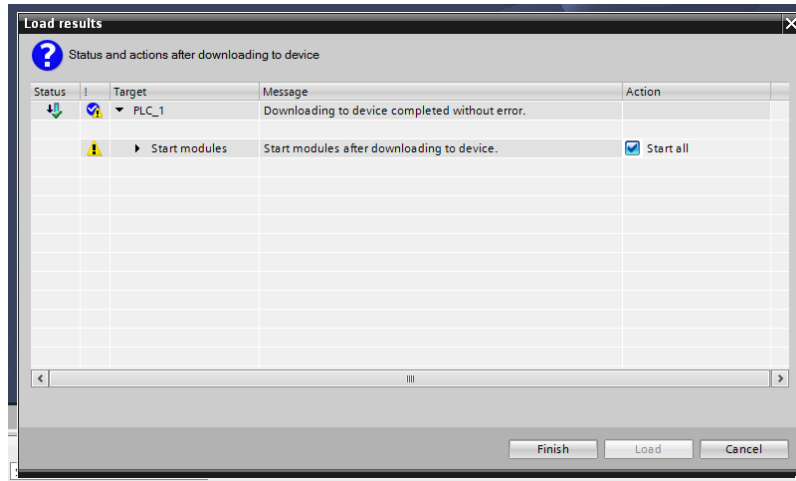 Load results
Status and actions after downloading to device
Status ! Target Message Action
PLC_1 Downloading to device completed without error.
Start modules Start modules after downloading to device. Start all
Finish Load Cancel